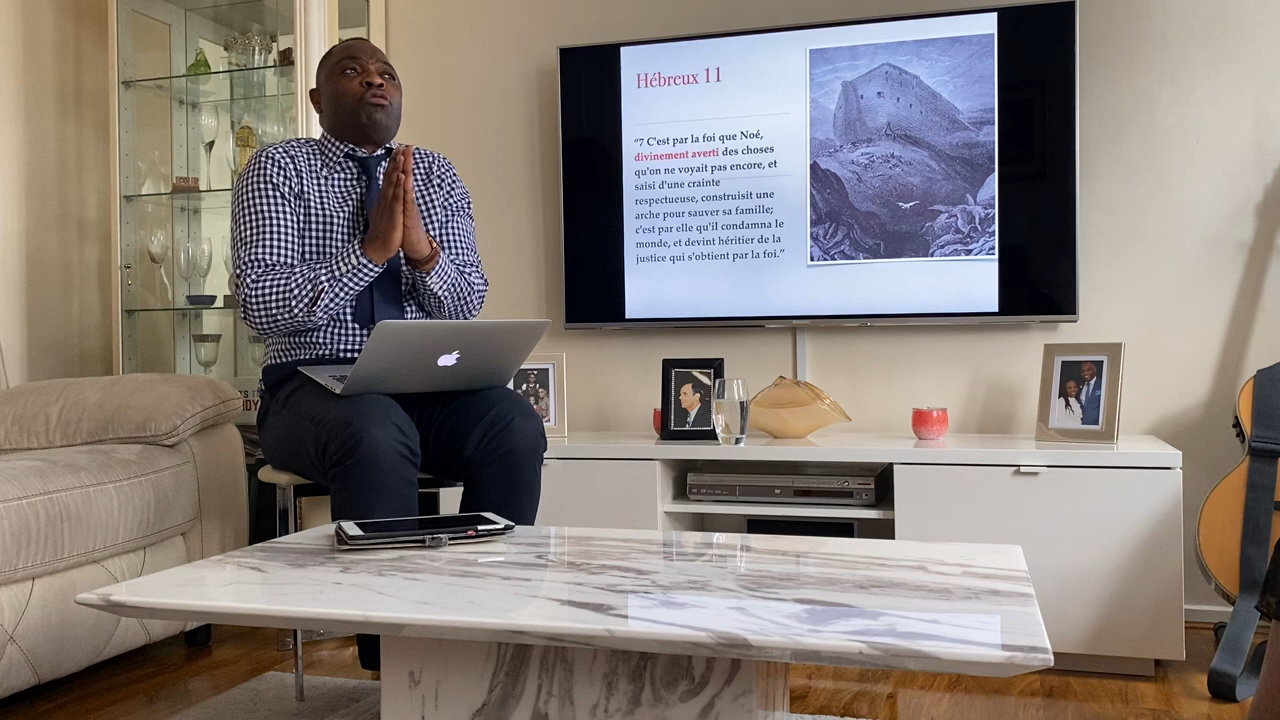 Hébreux 11
“7 C'est par la foi que Noé,
divinement averti des choses
qu'on ne voyait pas encore, et
saisi d'une crainte
respectueuse, construisit une
arche pour sauver sa famille;
c'est par elle qu'il condamna le
monde, et devint héritier de la
justice qui s'obtient par la foi.”
JESUS